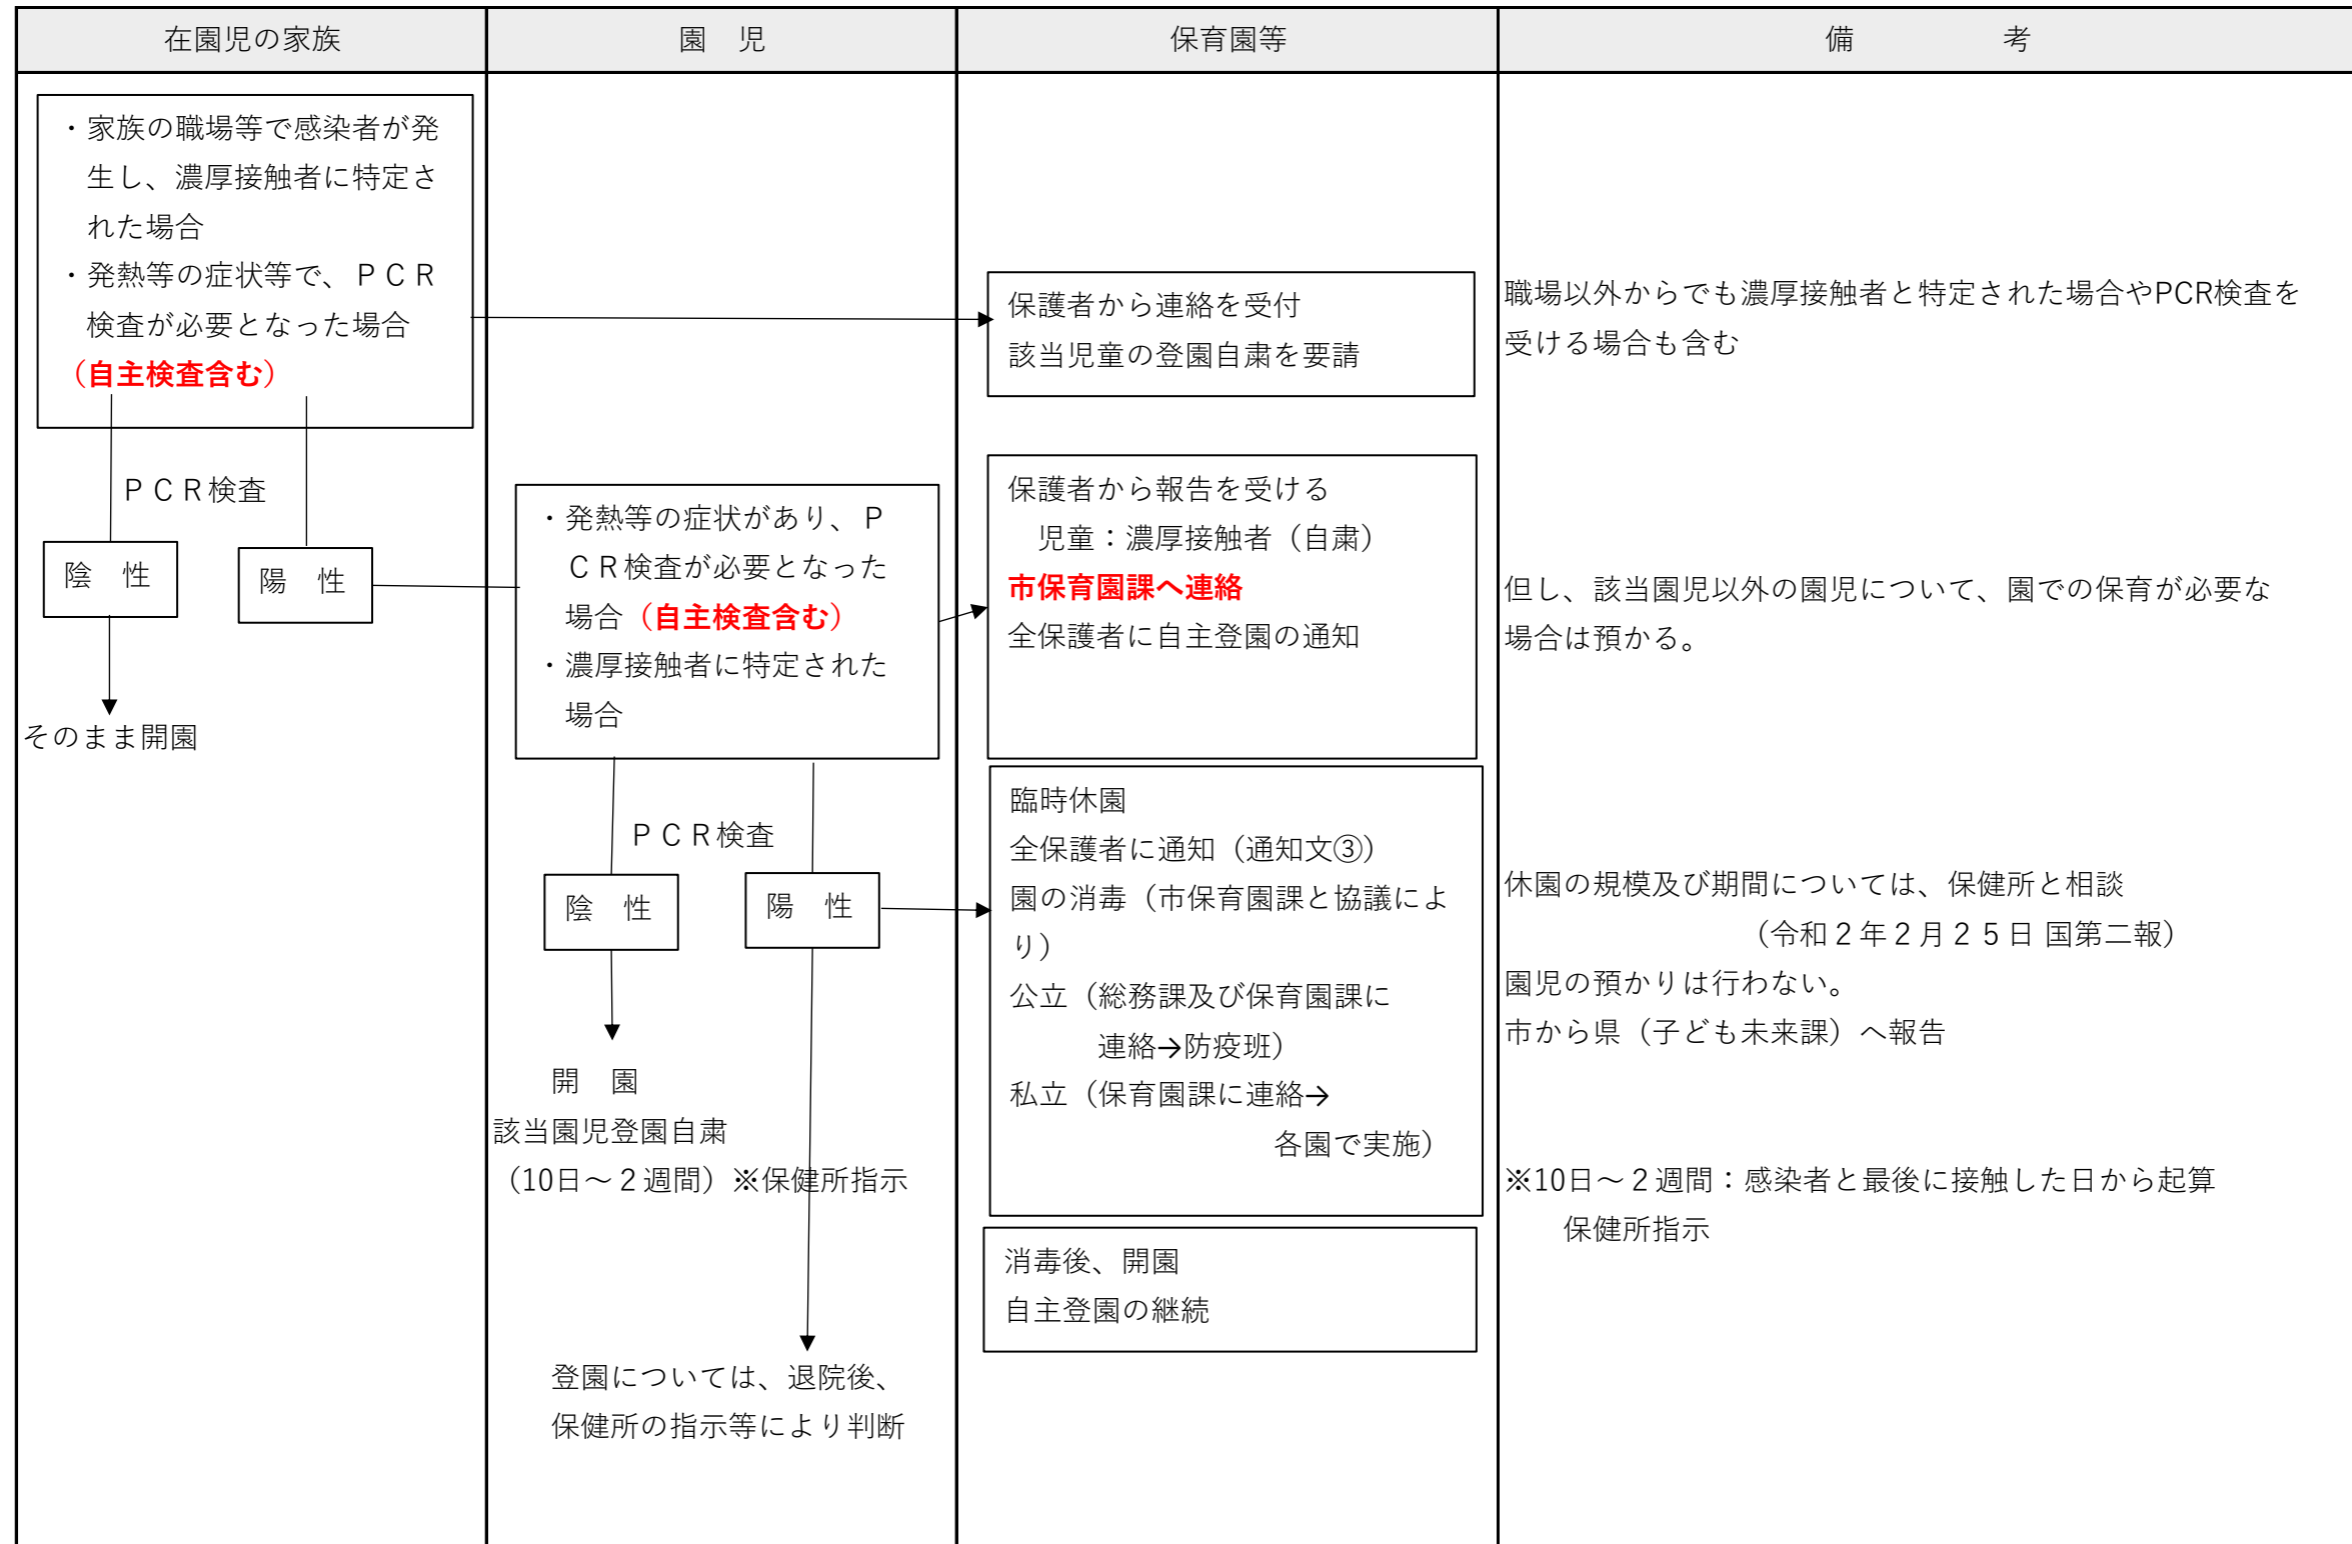 在園児の家族
園　児
保育園等
備　　　　　考
・家族の職場等で感染者が発
生し、濃厚接触者に特定さ
れた場合
・発熱等の症状等で、ＰＣＲ
検査が必要となった場合
（自主検査含む）
ＰＣＲ検査
陰　性
陽　性
そのまま開園
・発熱等の症状があり、Ｐ
ＣＲ検査が必要となった
場合（自主検査含む）
・濃厚接触者に特定された
場合
ＰＣＲ検査
陰　性
陽　性
開　園
該当園児登園自粛
（10日～２週間）※保健所指示
登園については、退院後、
保健所の指示等により判断
保護者から連絡を受付
該当児童の登園自粛を要請
保護者から報告を受ける
児童：濃厚接触者（自粛）
市保育園課へ連絡
全保護者に自主登園の通知
臨時休園
全保護者に通知（通知文③）
園の消毒（市保育園課と協議によ
り）
公立（総務課及び保育園課に
連絡→防疫班）
私立（保育園課に連絡→
各園で実施）
消毒後、開園
自主登園の継続
職場以外からでも濃厚接触者と特定された場合やPCR検査を
受ける場合も含む
但し、該当園児以外の園児について、園での保育が必要な
場合は預かる。
休園の規模及び期間については、保健所と相談
（令和２年２月２５日 国第二報）
園児の預かりは行わない。
市から県（子ども未来課）へ報告
※10日～２週間：感染者と最後に接触した日から起算
保健所指示